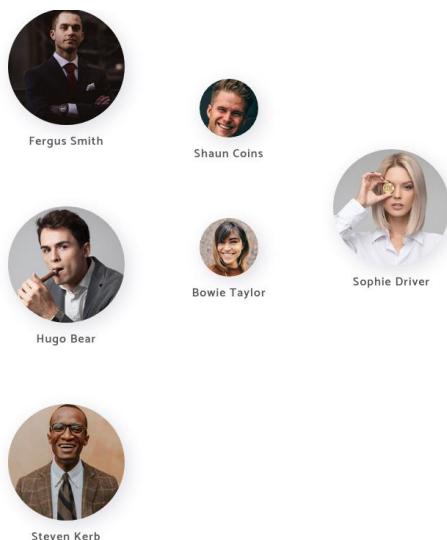 Fergus Smith
Shaun Coins
Sophie Driver
Hugo Bear
Bowie Taylor
Steven Kerb